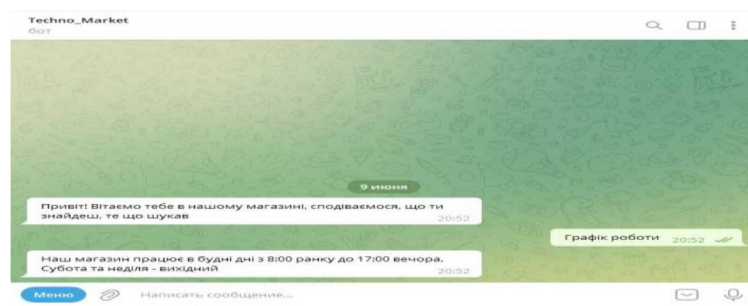 Techno_Market
бот
9 июня
Привіт! Вітаємо тебе в нашому магазині, сподіваємося, що ти
знайдеш, те що шукав
20:52
Графік роботи 20:52
Наш магазин працює в будні дні з 8:00 ранку до 17:00 вечора.
Субота та неділя - вихідний
20:52
Меню Написать сообщение...